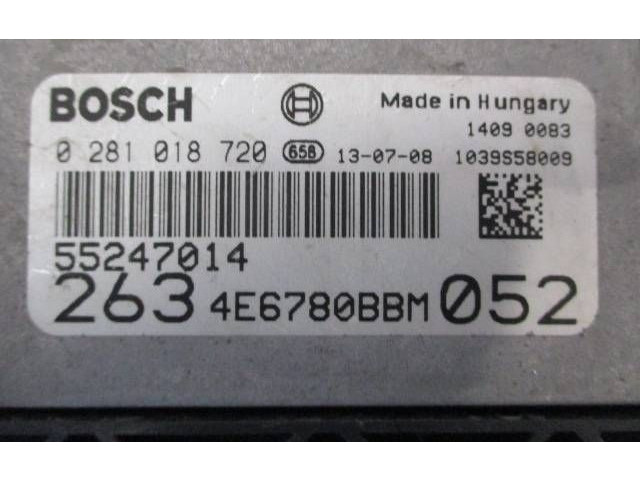 BOSCH Made in Hungary
1409 0083
0 281 018 720 658 13-07-08 1039S58009
55247014
263 4E6780BBM 052